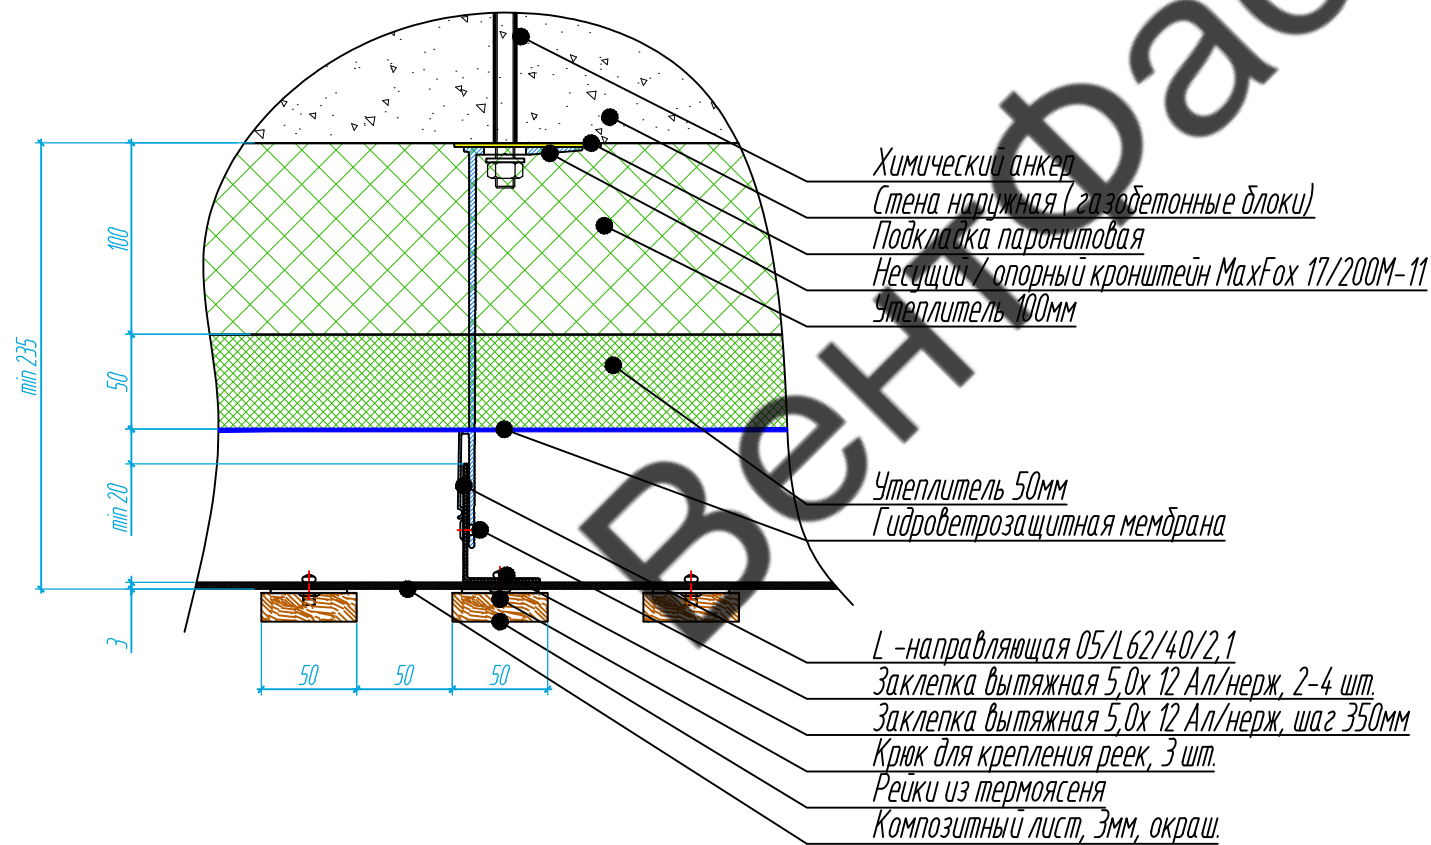 Химический анкер
Стена наружная ( газобетонные блоки)
Подкладка паронитовая
Несущий / опорный кронштейн MaxFox 17/200М-11
Утеплитель 100мм
Утеплитель 50мм
Гидроветрозащитная мембрана
L -направляющая 05/L62/40/2,1
Заклепка вытяжная 5,0х 12 Ал/нерж, 2-4 шт.
Заклепка вытяжная 5,0х 12 Ал/нерж, шаг 350мм
Крюк для крепления реек, 3 шт.
Рейки из термоясеня
Композитный лист, 3мм, окраш.
min 235
100
50
min 20
3
50
50
50
ВентФас